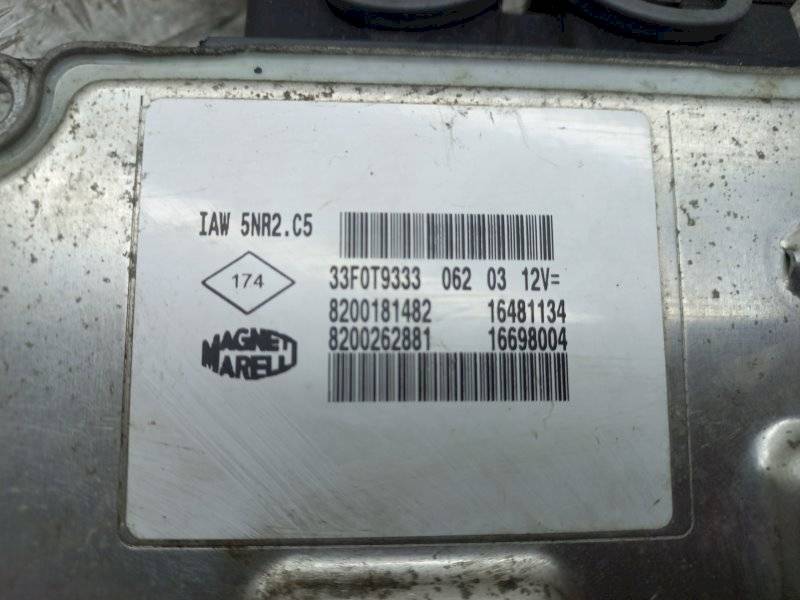 IAW 5NR2.C5
174
33F0T9333 062 03 12V=
8200181482 16481134
8200262881 16698004
MAGNETI
MARELLI